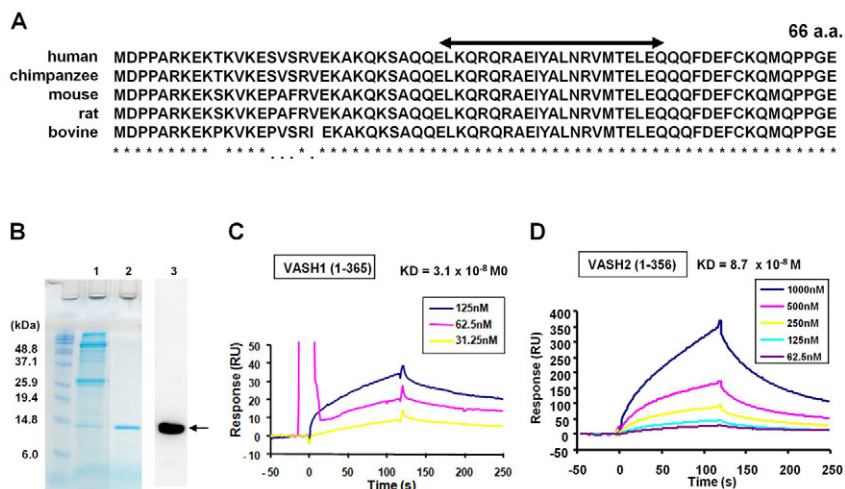 A
66 a.a.
human MDPPARKEKTKVKESVSRVEKAKQKSAQQELKQRQRAEIYALNRVMTELEQQQFDEFCKQMQPPGE
chimpanzee MDPPARKEKTKVKESVSRVEKAKQKSAQQELKQRQRAEIYALNRVMTELEQQQFDEFCKQMQPPGE
mouse MDPPARKEKSKVKEPAFRVEKAKQKSAQQELKQRQRAEIYALNRVMTELEQQQFDEFCKQMQPPGE
rat MDPPARKEKSKVKEPAFRVEKAKQKSAQQELKQRQRAEIYALNRVMTELEQQQFDEFCKQMQPPGE
bovine MDPPARKEKPKVKEPVSRI EKAKQKSAQQELKQRQRAEIYALNRVMTELEQQQFDEFCKQMQPPGE
* * * * * * * * * * * * * . . . * . * * * * * * * * * * * * * * * * * * * * * * * * * * * * * * * * * * * * * * * * * * * * * *
B
1 2 3
(kDa)
48.8
37.1
25.9
19.4
14.8
6.0
C
VASH1 (1-365) KD = 3.1 x 10-8 M0
125nM
62.5nM
31.25nM
Response (RU)
50
40
30
20
10
0
-10
-50 0 50 100 150 200 250
Time (s)
D
VASH2 (1-356) KD = 8.7 x 10-8 M
1000nM
500nM
250nM
125nM
62.5nM
Response (RU)
400
350
300
250
200
150
100
50
0
-50
-50 0 50 100 150 200 250
Time (s)